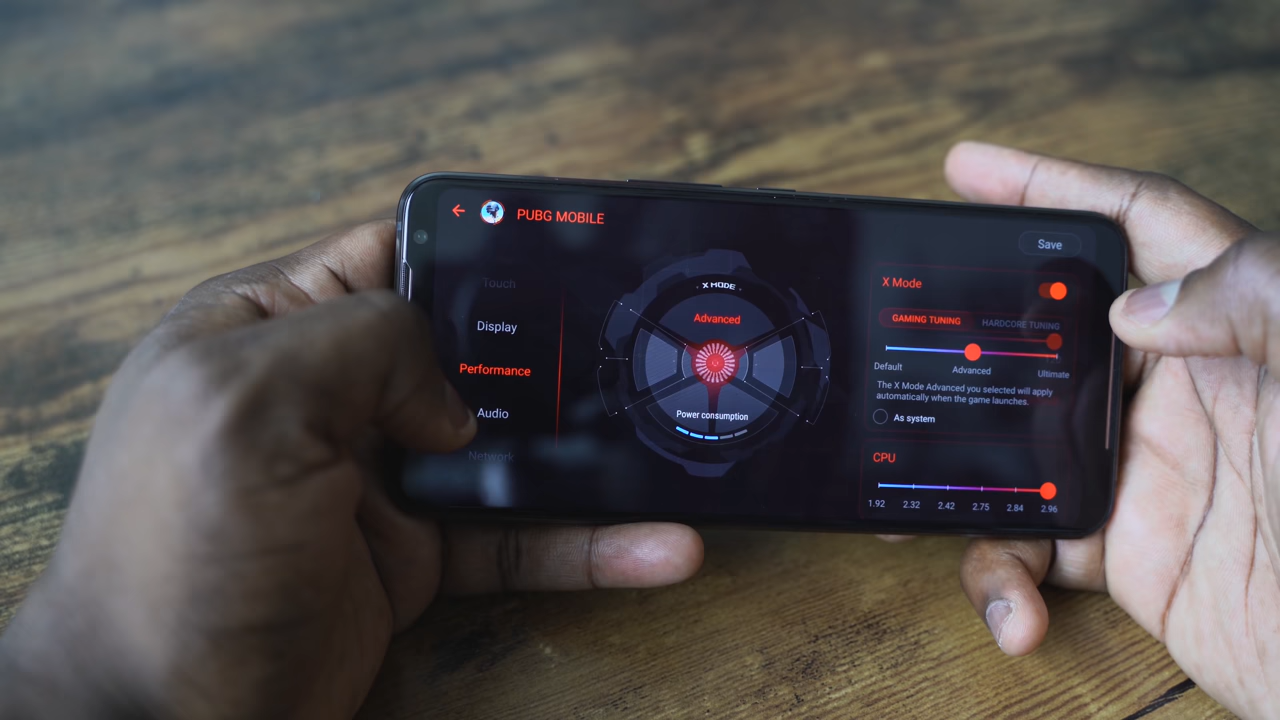 PUBG MOBILE
Save
Touch
Display
Performance
Audio
Network
X MODE
Advanced
Power consumption
X Mode
GAMING TUNING
HARDCORE TUNING
Default
Advanced
Ultimate
The X Mode Advanced you selected will apply
automatically when the game launches.
As system
CPU
1.92 2.32 2.42 2.75 2.84 2.96